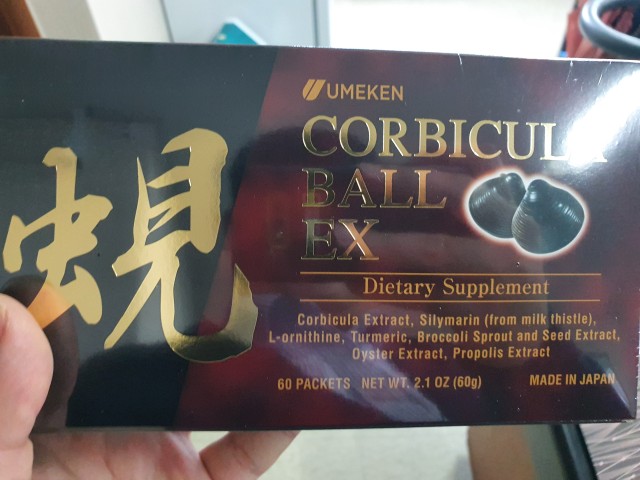 UMEKEN
CORBICULA
BALL
EX
蜆
Dietary Supplement
Corbicula Extract, Silymarin (from milk thistle),
L-ornithine, Turmeric, Broccoli Sprout and Seed Extract,
Oyster Extract, Propolis Extract
60 PACKETS NET WT. 2.1 OZ (60g) MADE IN JAPAN